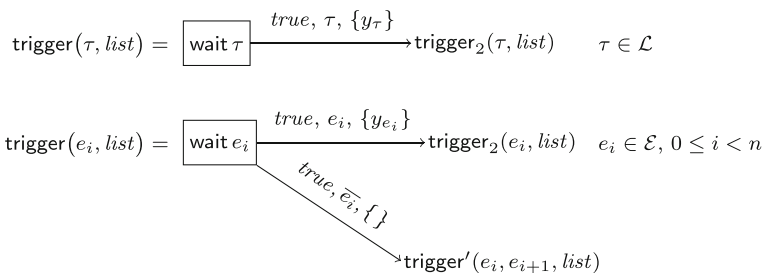 true, τ, {y_τ}
trigger(τ, list) = wait τ trigger₂(τ, list) τ ∈ ℒ
true, e_i, {y_{e_i}}
trigger(e_i, list) = wait e_i trigger₂(e_i, list) e_i ∈ ℰ, 0 ≤ i < n
true, e̅_i, {}
trigger′(e_i, e_{i+1}, list)